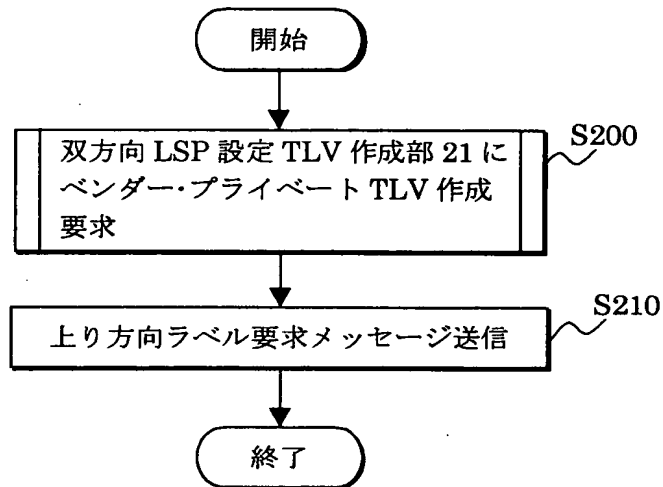 開始
双方向 LSP 設定 TLV 作成部 21 に
ベンダー・プライベート TLV 作成
要求
S200
上り方向ラベル要求メッセージ送信
S210
終了